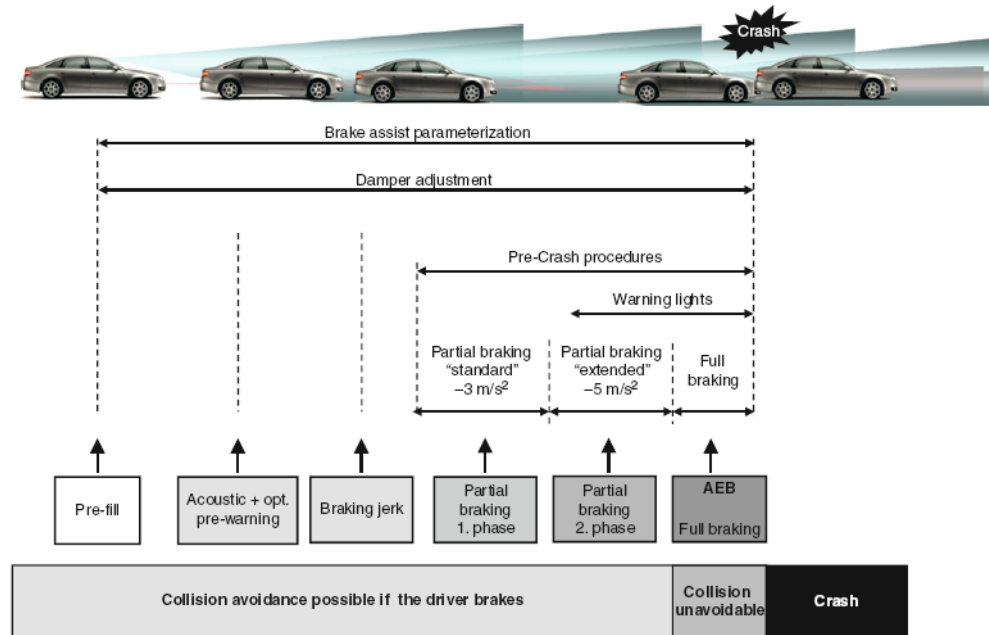 Crash
Brake assist parameterization
Damper adjustment
Pre-Crash procedures
Warning lights
Partial braking
"standard"
–3 m/s²
Partial braking
"extended"
–5 m/s²
Full
braking
Pre-fill
Acoustic + opt.
pre-warning
Braking jerk
Partial
braking
1. phase
Partial
braking
2. phase
AEB
Full braking
Collision avoidance possible if the driver brakes
Collision
unavoidable
Crash